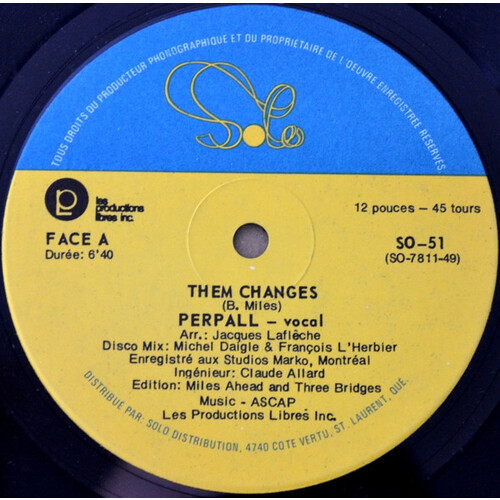 TOUS DROITS DU PRODUCTEUR PHONOGRAPHIQUE ET DU PROPRIÉTAIRE DE L'OEUVRE ENREGISTRÉE RÉSERVÉS.
Solo
les
productions
libres inc.
12 pouces – 45 tours
FACE A
Durée: 6'40
SO–51
(SO-7811-49)
THEM CHANGES
(B. Miles)
PERPALL – vocal
Arr.: Jacques Laflêche
Disco Mix: Michel Daigle & François L'Herbier
Enregistré aux Studios Marko, Montréal
Ingénieur: Claude Allard
Edition: Miles Ahead and Three Bridges
Music - ASCAP
Les Productions Libres Inc.
DISTRIBUE PAR: SOLO DISTRIBUTION, 4740 COTE VERTU, ST. LAURENT, QUE.